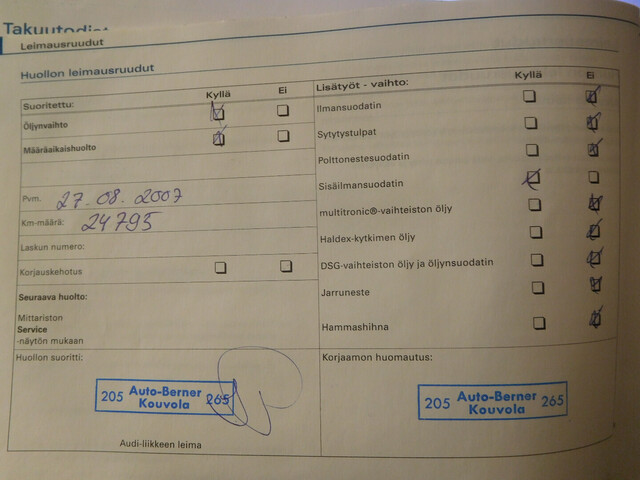 Takuutodist
Leimausruudut
Huollon leimausruudut
Suoritettu: Kyllä Ei
Öljynvaihto
Määräaikaishuolto
Pvm. 27.08.2007
Km-määrä: 24795
Laskun numero:
Korjauskehotus
Seuraava huolto:
Mittariston
Service
-näytön mukaan
Huollon suoritti:
205 Auto-Berner 265
Kouvola
Audi-liikkeen leima
Lisätyöt - vaihto: Kyllä Ei
Ilmansuodatin
Sytytystulpat
Polttonestesuodatin
Sisäilmansuodatin
multitronic®-vaihteiston öljy
Haldex-kytkimen öljy
DSG-vaihteiston öljy ja öljynsuodatin
Jarruneste
Hammashihna
Korjaamon huomautus:
205 Auto-Berner 265
Kouvola